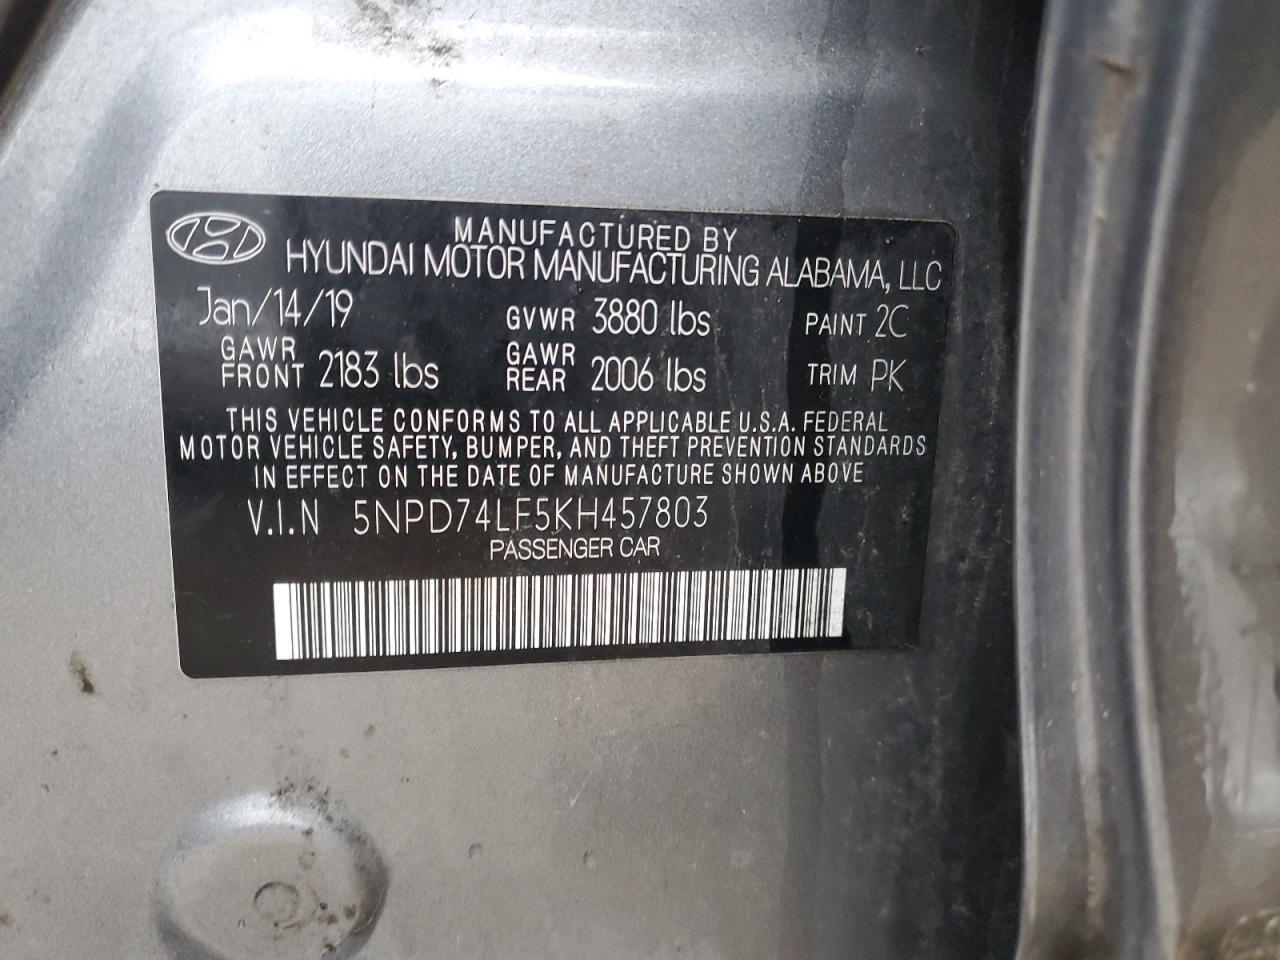 MANUFACTURED BY
HYUNDAI MOTOR MANUFACTURING ALABAMA, LLC
Jan/14/19 GVWR 3880 lbs PAINT 2C
GAWR FRONT 2183 lbs GAWR REAR 2006 lbs TRIM PK
THIS VEHICLE CONFORMS TO ALL APPLICABLE U.S.A. FEDERAL
MOTOR VEHICLE SAFETY, BUMPER, AND THEFT PREVENTION STANDARDS
IN EFFECT ON THE DATE OF MANUFACTURE SHOWN ABOVE
V.I.N 5NPD74LF5KH457803
PASSENGER CAR